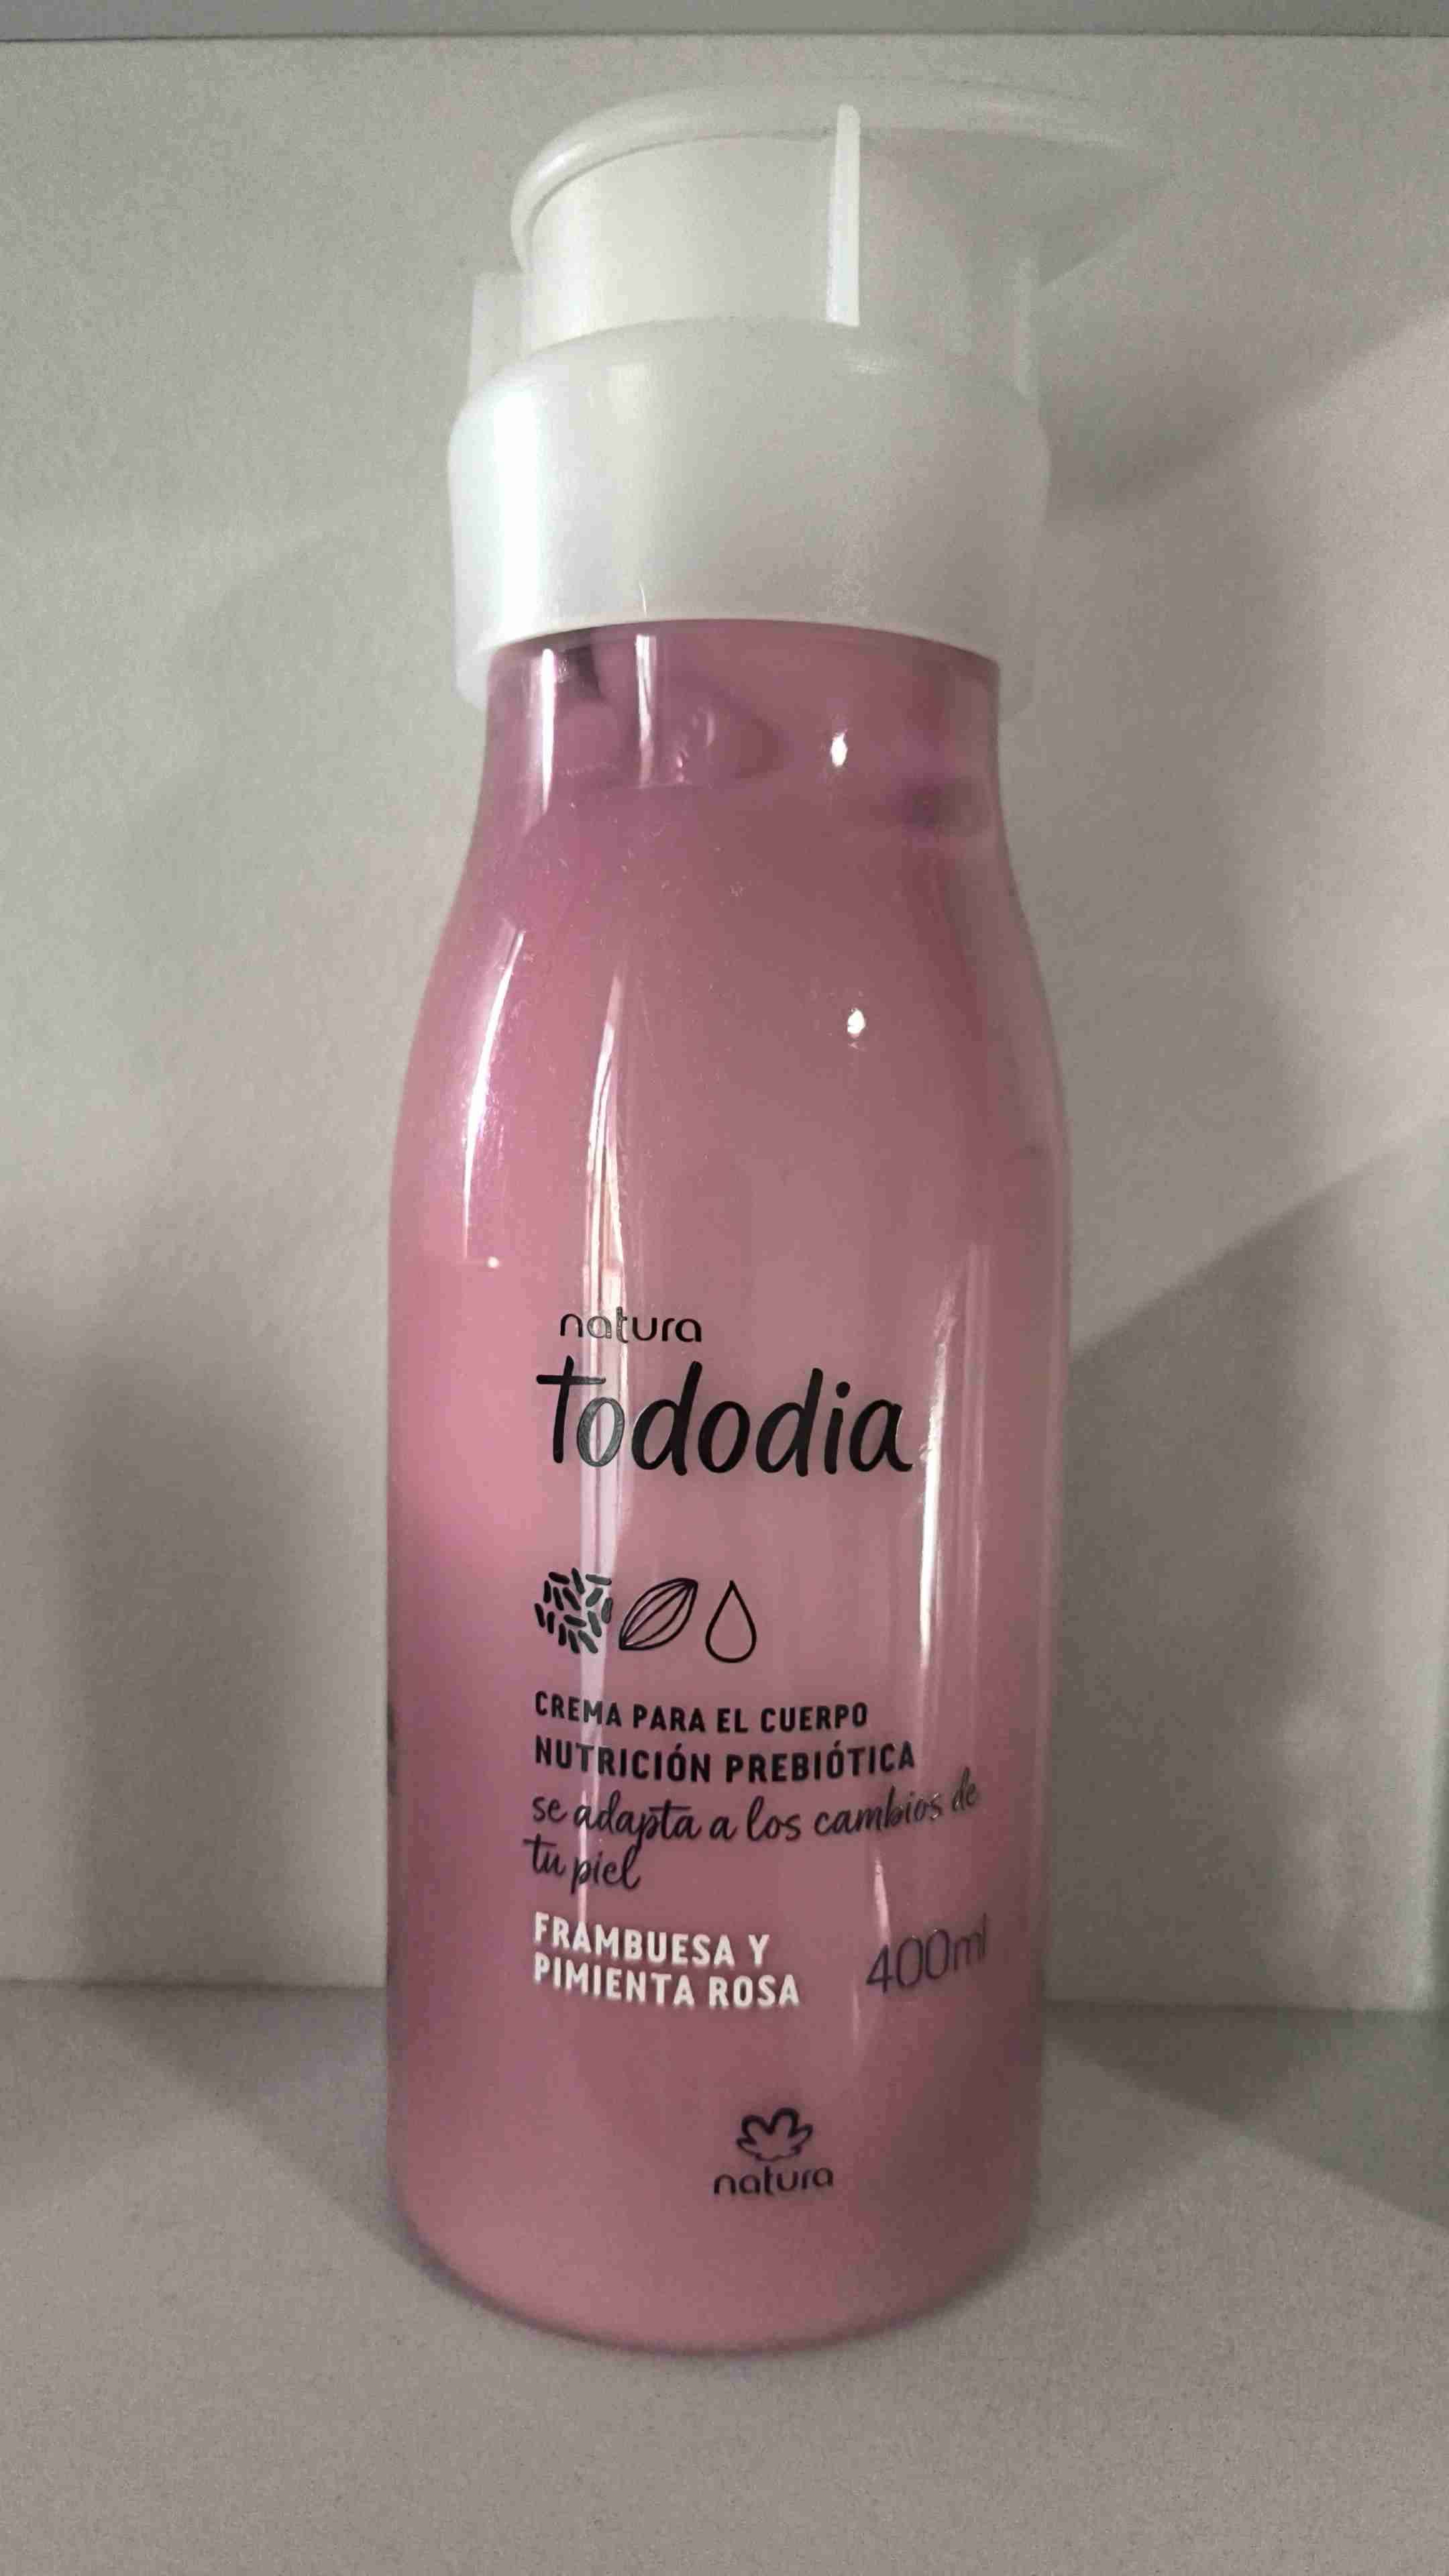 natura
tododia
CREMA PARA EL CUERPO
NUTRICIÓN PREBIÓTICA
se adapta a los cambios de
tu piel
FRAMBUESA Y
PIMIENTA ROSA
400ml
natura